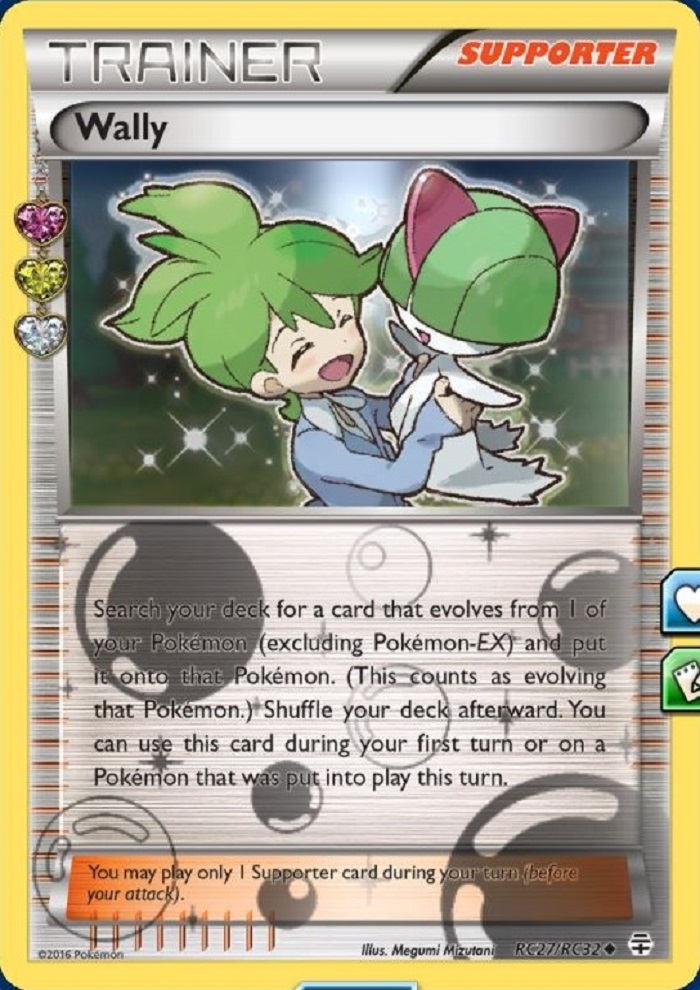 TRAINER
SUPPORTER
Wally
Search your deck for a card that evolves from 1 of
your Pokémon (excluding Pokémon-EX) and put
it onto that Pokémon. (This counts as evolving
that Pokémon.) Shuffle your deck afterward. You
can use this card during your first turn or on a
Pokémon that was put into play this turn.
You may play only 1 Supporter card during your turn (before
your attack).
©2016 Pokémon
Illus. Megumi Mizutani
RC27/RC32